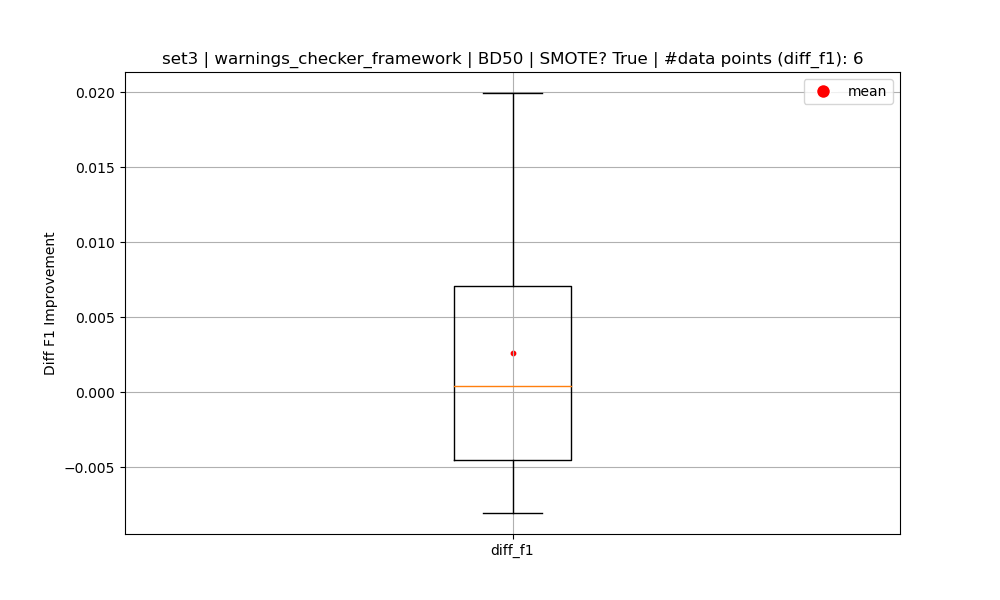 set3 | warnings_checker_framework | BD50 | SMOTE? True | #data points (diff_f1): 6
mean
Diff F1 Improvement
0.020
0.015
0.010
0.005
0.000
−0.005
diff_f1